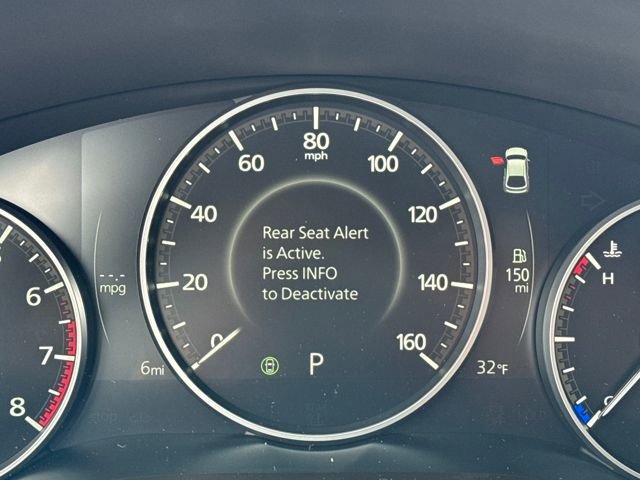 80
mph
60
100
40
120
20
140
0
160
Rear Seat Alert
is Active.
Press INFO
to Deactivate
-.-
mpg
6mi
P
150
mi
32°F
6
7
8
H
C